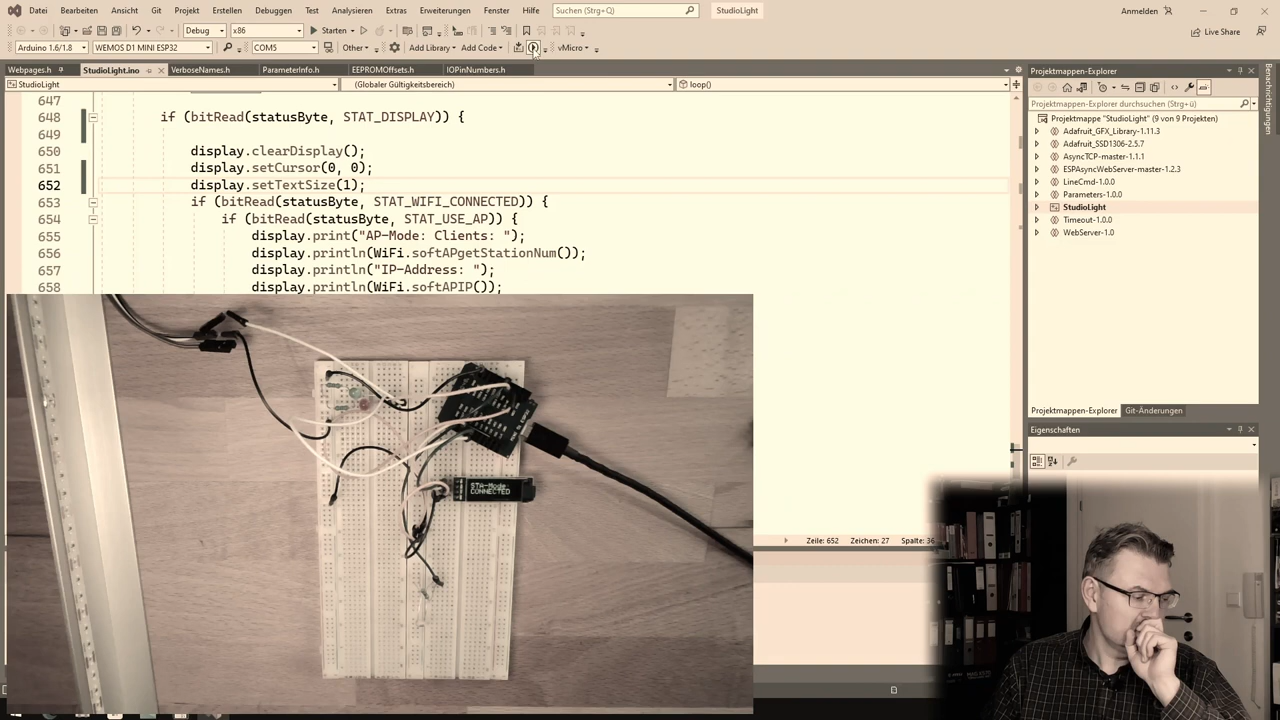 Datei Bearbeiten Ansicht Git Projekt Erstellen Debuggen Test Analysieren Extras Erweiterungen Fenster Hilfe Suchen (Strg+Q) StudioLight Anmelden
Debug x86 Starten Live Share
Arduino 1.6/1.8 WEMOS D1 MINI ESP32 COM5 Other Add Library Add Code vMicro
Webpages.h StudioLight.ino VerboseNames.h ParameterInfo.h EEPROMOffsets.h IOPinNumbers.h
StudioLight (Globaler Gültigkeitsbereich) loop()
647
648 if (bitRead(statusByte, STAT_DISPLAY)) {
649
650 display.clearDisplay();
651 display.setCursor(0, 0);
652 display.setTextSize(1);
653 if (bitRead(statusByte, STAT_WIFI_CONNECTED)) {
654 if (bitRead(statusByte, STAT_USE_AP)) {
655 display.print("AP-Mode: Clients: ");
656 display.println(WiFi.softAPgetStationNum());
657 display.println("IP-Address: ");
658 display.println(WiFi.softAPIP());
STA-Mode
CONNECTED
Zeile: 652 Zeichen: 27 Spalte: 36
Projektmappen-Explorer
Projektmappen-Explorer durchsuchen (Strg+ü)
Projektmappe "StudioLight" (9 von 9 Projekten)
Adafruit_GFX_Library-1.11.3
Adafruit_SSD1306-2.5.7
AsyncTCP-master-1.1.1
ESPAsyncWebServer-master-1.2.3
LineCmd-1.0.0
Parameters-1.0.0
StudioLight
Timeout-1.0.0
WebServer-1.0
Projektmappen-Explorer Git-Änderungen
Eigenschaften
Benachrichtigungen